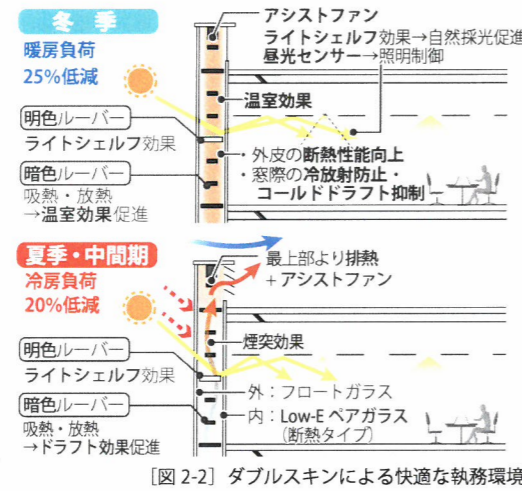 冬 季
暖房負荷
25%低減
アシストファン
ライトシェルフ効果→自然採光促進
昼光センサー→照明制御
温室効果
明色ルーバー
ライトシェルフ効果
・外皮の断熱性能向上
・窓際の冷放射防止・
コールドドラフト抑制
暗色ルーバー
吸熱・放熱
→温室効果促進
夏季・中間期
冷房負荷
20%低減
最上部より排熱
+アシストファン
煙突効果
明色ルーバー
ライトシェルフ効果
外：フロートガラス
内：Low-E ペアガラス
（断熱タイプ）
暗色ルーバー
吸熱・放熱
→ドラフト効果促進
［図 2-2］ダブルスキンによる快適な執務環境